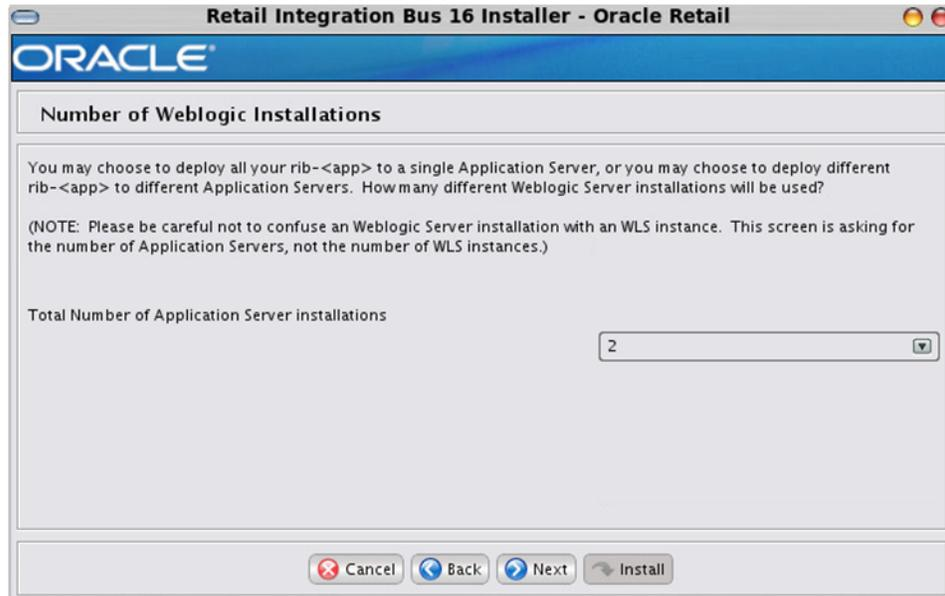 Retail Integration Bus 16 Installer - Oracle Retail
ORACLE®
Number of Weblogic Installations
You may choose to deploy all your rib-<app> to a single Application Server, or you may choose to deploy different
rib-<app> to different Application Servers. How many different Weblogic Server installations will be used?
(NOTE: Please be careful not to confuse an Weblogic Server installation with an WLS instance. This screen is asking for
the number of Application Servers, not the number of WLS instances.)
Total Number of Application Server installations
2
Cancel Back Next Install